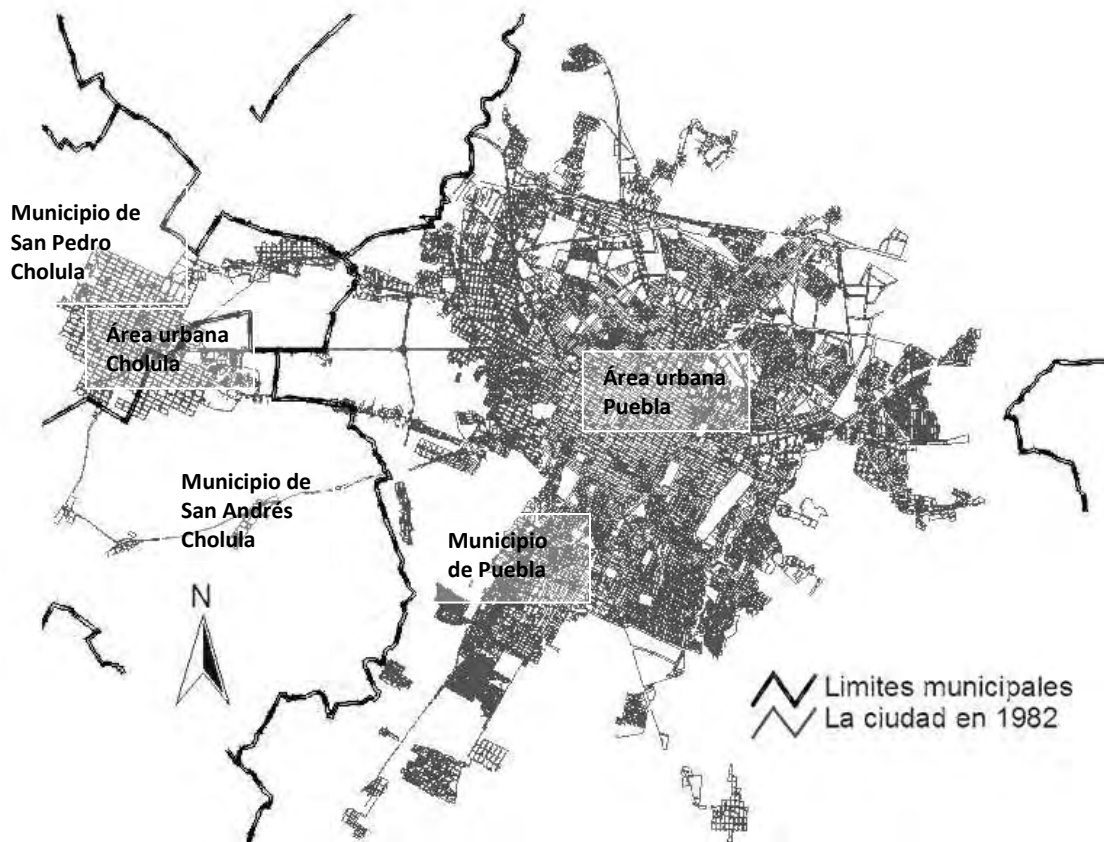 Municipio de
San Pedro
Cholula
Área urbana
Cholula
Área urbana
Puebla
Municipio de
San Andrés
Cholula
Municipio
de Puebla
N
Limites municipales
La ciudad en 1982